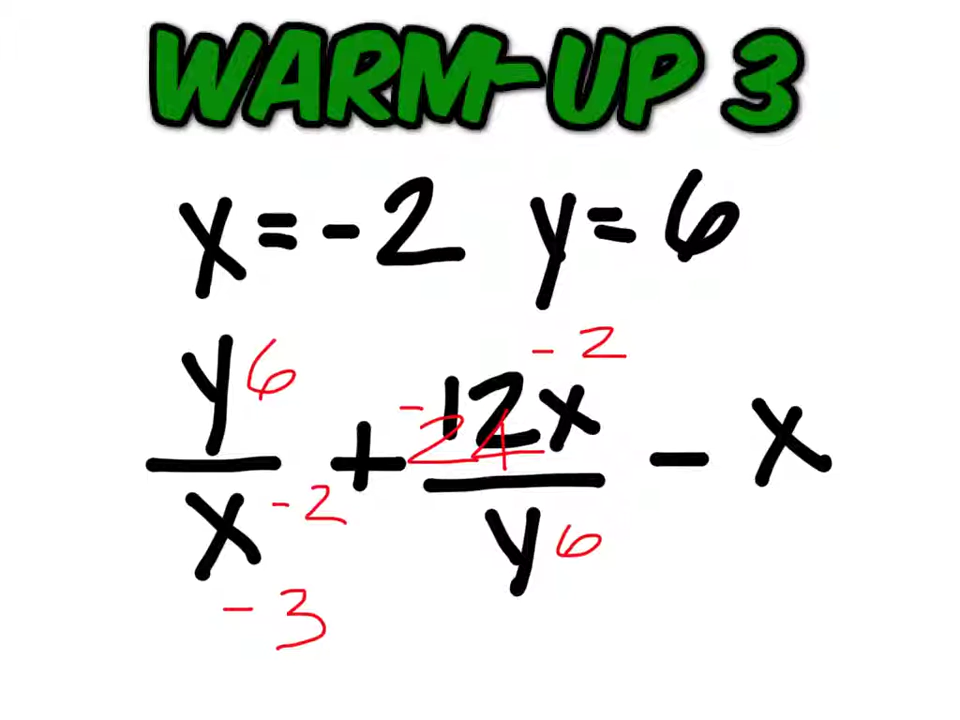 WARM-UP 3
x = -2 y = 6
-2
y 6
12x
-24
+ - x
x -2
y 6
-3